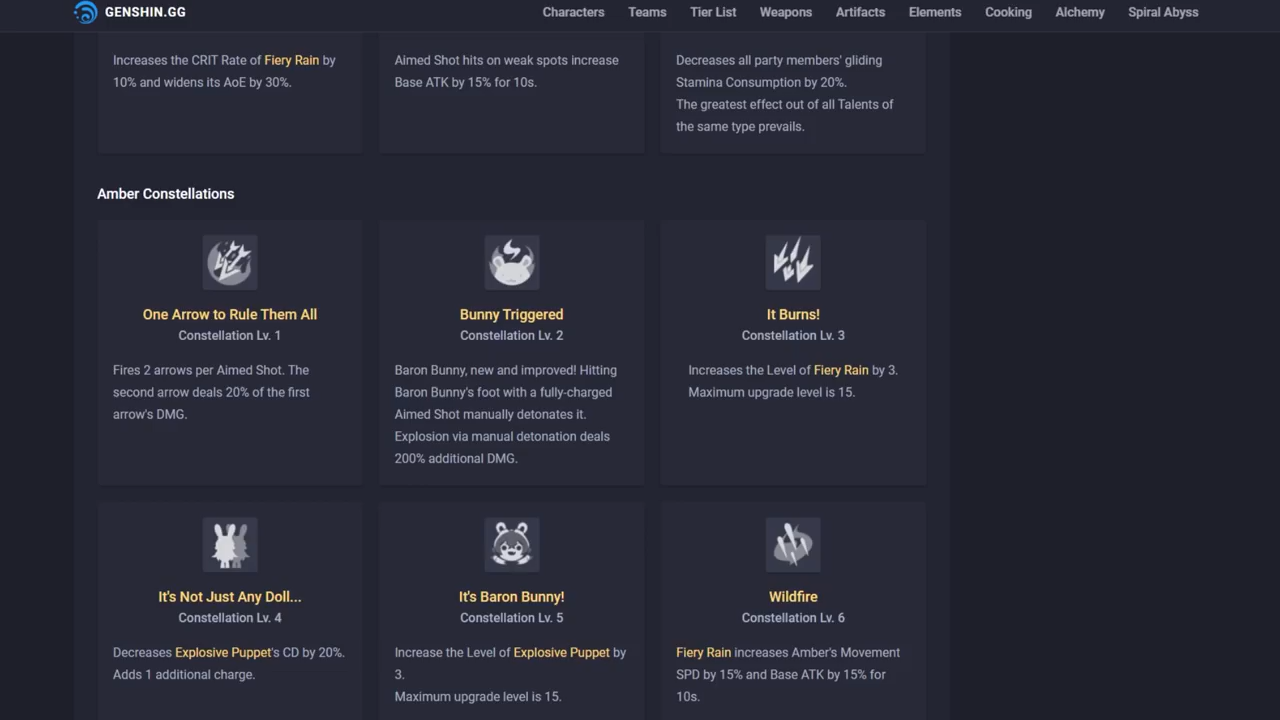 GENSHIN.GG
Characters
Teams
Tier List
Weapons
Artifacts
Elements
Cooking
Alchemy
Spiral Abyss
Increases the CRIT Rate of Fiery Rain by
10% and widens its AoE by 30%.
Aimed Shot hits on weak spots increase
Base ATK by 15% for 10s.
Decreases all party members' gliding
Stamina Consumption by 20%.
The greatest effect out of all Talents of
the same type prevails.
Amber Constellations
One Arrow to Rule Them All
Constellation Lv. 1
Fires 2 arrows per Aimed Shot. The
second arrow deals 20% of the first
arrow's DMG.
Bunny Triggered
Constellation Lv. 2
Baron Bunny, new and improved! Hitting
Baron Bunny's foot with a fully-charged
Aimed Shot manually detonates it.
Explosion via manual detonation deals
200% additional DMG.
It Burns!
Constellation Lv. 3
Increases the Level of Fiery Rain by 3.
Maximum upgrade level is 15.
It's Not Just Any Doll...
Constellation Lv. 4
Decreases Explosive Puppet's CD by 20%.
Adds 1 additional charge.
It's Baron Bunny!
Constellation Lv. 5
Increase the Level of Explosive Puppet by
3.
Maximum upgrade level is 15.
Wildfire
Constellation Lv. 6
Fiery Rain increases Amber's Movement
SPD by 15% and Base ATK by 15% for
10s.